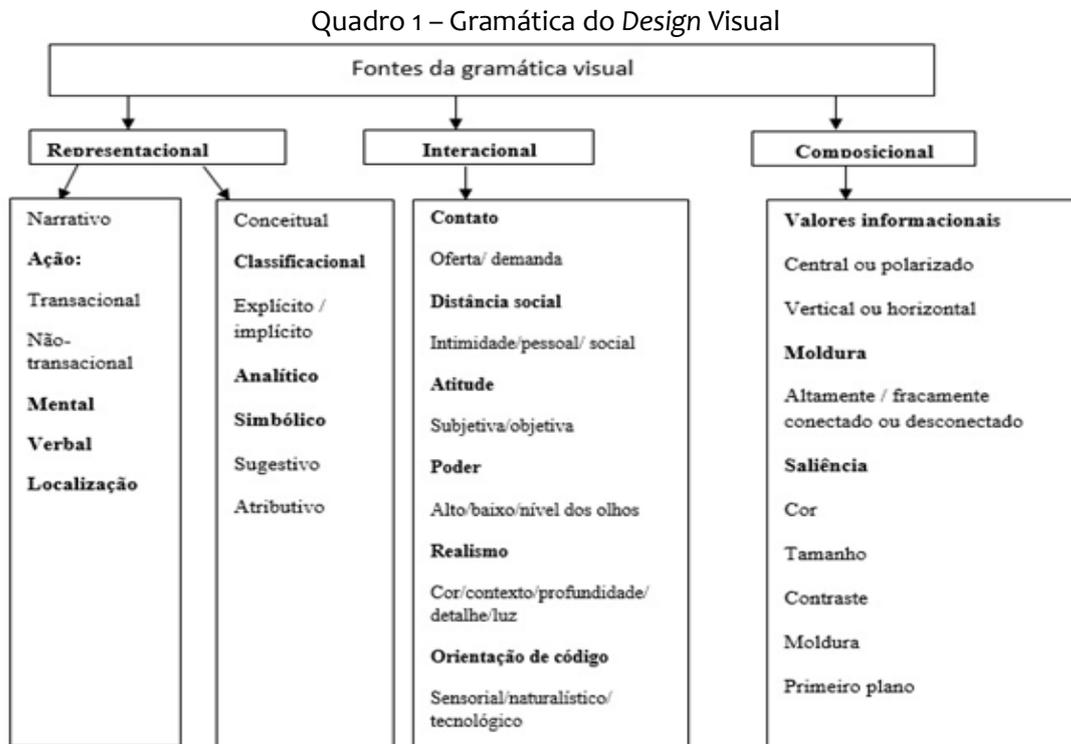 Quadro 1 – Gramática do Design Visual
Fontes da gramática visual
Representacional
Narrativo
Ação:
Transacional
Não-
transacional
Mental
Verbal
Localização
Conceitual
Classificacional
Explícito /
implícito
Analítico
Simbólico
Sugestivo
Atributivo
Interacional
Contato
Oferta/ demanda
Distância social
Intimidade/pessoal/ social
Atitude
Subjetiva/objetiva
Poder
Alto/baixo/nível dos olhos
Realismo
Cor/contexto/profundidade/
detalhe/luz
Orientação de código
Sensorial/naturalístico/
tecnológico
Composicional
Valores informacionais
Central ou polarizado
Vertical ou horizontal
Moldura
Altamente / fracamente
conectado ou desconectado
Saliência
Cor
Tamanho
Contraste
Moldura
Primeiro plano